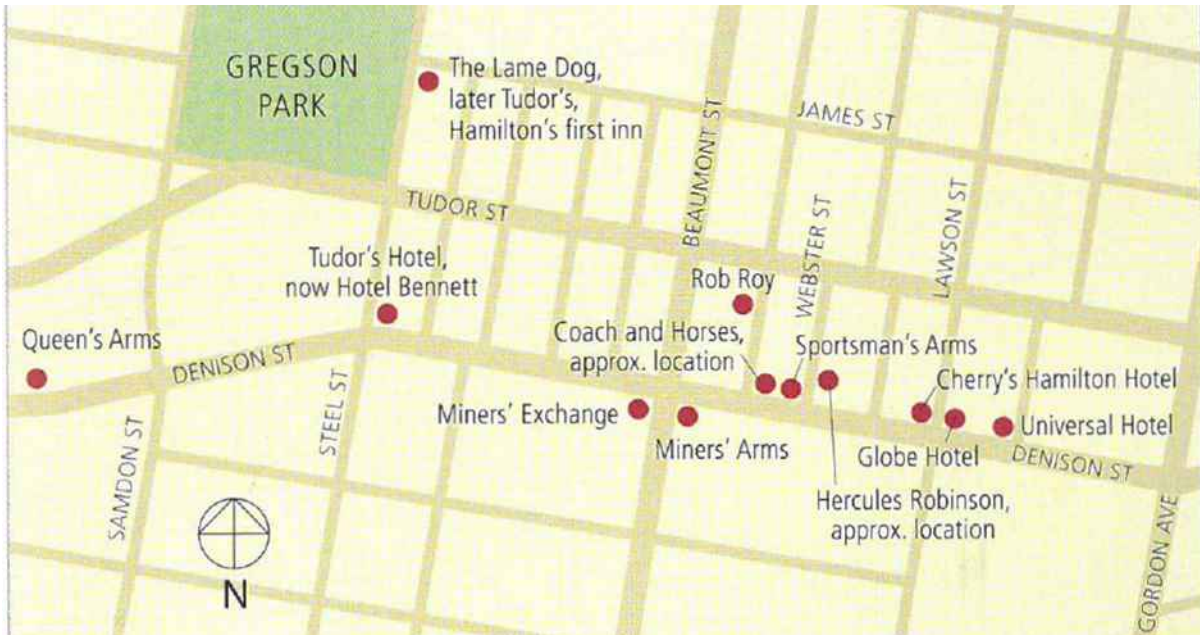 GREGSON
PARK
The Lame Dog,
later Tudor's,
Hamilton's first inn
JAMES ST
BEAUMONT ST
TUDOR ST
WEBSTER ST
LAWSON ST
Tudor's Hotel,
now Hotel Bennett
Rob Roy
Queen's Arms
Coach and Horses,
approx. location
Sportsman's Arms
DENISON ST
Cherry's Hamilton Hotel
Miners' Exchange
STEEL ST
Universal Hotel
Miners' Arms
Globe Hotel
DENISON ST
SAMDON ST
Hercules Robinson,
approx. location
GORDON AVE
N